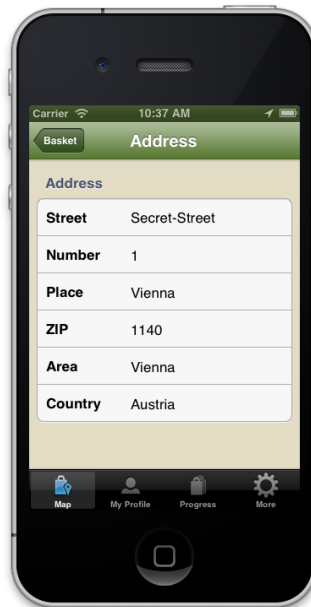 Carrier 10:37 AM
Basket Address
Address
Street Secret-Street
Number 1
Place Vienna
ZIP 1140
Area Vienna
Country Austria
Map My Profile Progress More